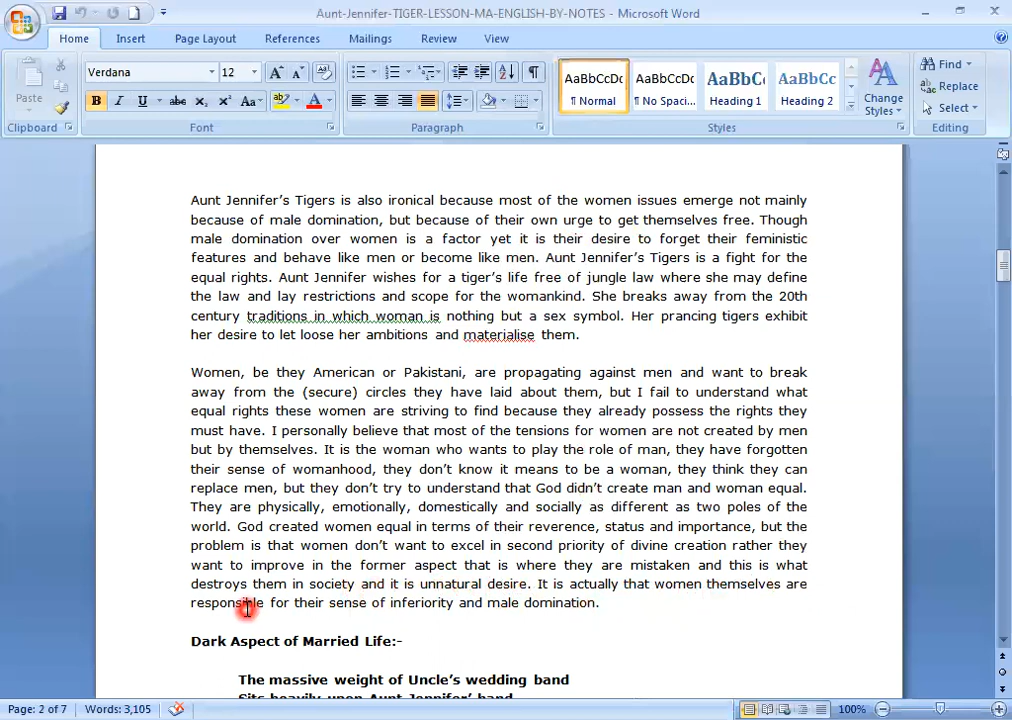 Aunt-Jennifer-TIGER-LESSON-MA-ENGLISH-BY-NOTES - Microsoft Word
Home Insert Page Layout References Mailings Review View
Paste
Clipboard
Verdana 12
B I U abc X₂ X² Aa A
Font
Paragraph
AaBbCcDc AaBbCcDc AaBbC AaBbCc
¶ Normal ¶ No Spaci... Heading 1 Heading 2
Change Styles
Styles
Find
Replace
Select
Editing
Aunt Jennifer’s Tigers is also ironical because most of the women issues emerge not mainly
because of male domination, but because of their own urge to get themselves free. Though
male domination over women is a factor yet it is their desire to forget their feministic
features and behave like men or become like men. Aunt Jennifer’s Tigers is a fight for the
equal rights. Aunt Jennifer wishes for a tiger’s life free of jungle law where she may define
the law and lay restrictions and scope for the womankind. She breaks away from the 20th
century traditions in which woman is nothing but a sex symbol. Her prancing tigers exhibit
her desire to let loose her ambitions and materialise them.
Women, be they American or Pakistani, are propagating against men and want to break
away from the (secure) circles they have laid about them, but I fail to understand what
equal rights these women are striving to find because they already possess the rights they
must have. I personally believe that most of the tensions for women are not created by men
but by themselves. It is the woman who wants to play the role of man, they have forgotten
their sense of womanhood, they don’t know it means to be a woman, they think they can
replace men, but they don’t try to understand that God didn’t create man and woman equal.
They are physically, emotionally, domestically and socially as different as two poles of the
world. God created women equal in terms of their reverence, status and importance, but the
problem is that women don’t want to excel in second priority of divine creation rather they
want to improve in the former aspect that is where they are mistaken and this is what
destroys them in society and it is unnatural desire. It is actually that women themselves are
responsible for their sense of inferiority and male domination.
Dark Aspect of Married Life:-
The massive weight of Uncle’s wedding band
Sits heavily upon Aunt Jennifer’ hand
Page: 2 of 7 Words: 3,105 100%